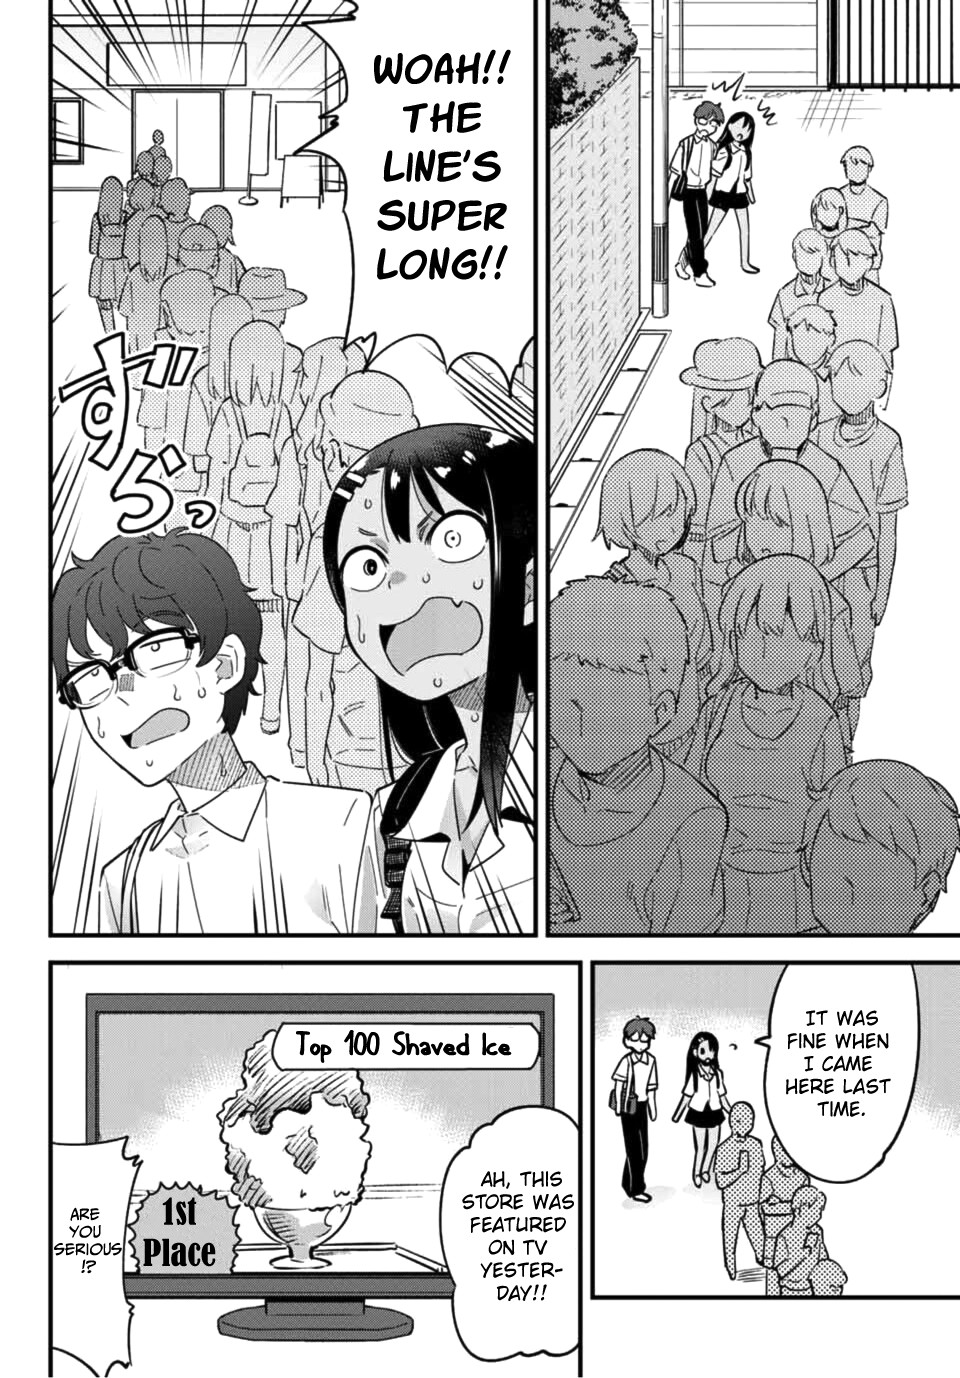 WOAH!!
THE
LINE'S
SUPER
LONG!!
ずらっ
IT WAS
FINE WHEN
I CAME
HERE LAST
TIME.
Top 100 Shaved Ice
AH, THIS
STORE WAS
FEATURED
ON TV
YESTER-
DAY!!
1st
Place
ARE
YOU
SERIOUS
!?